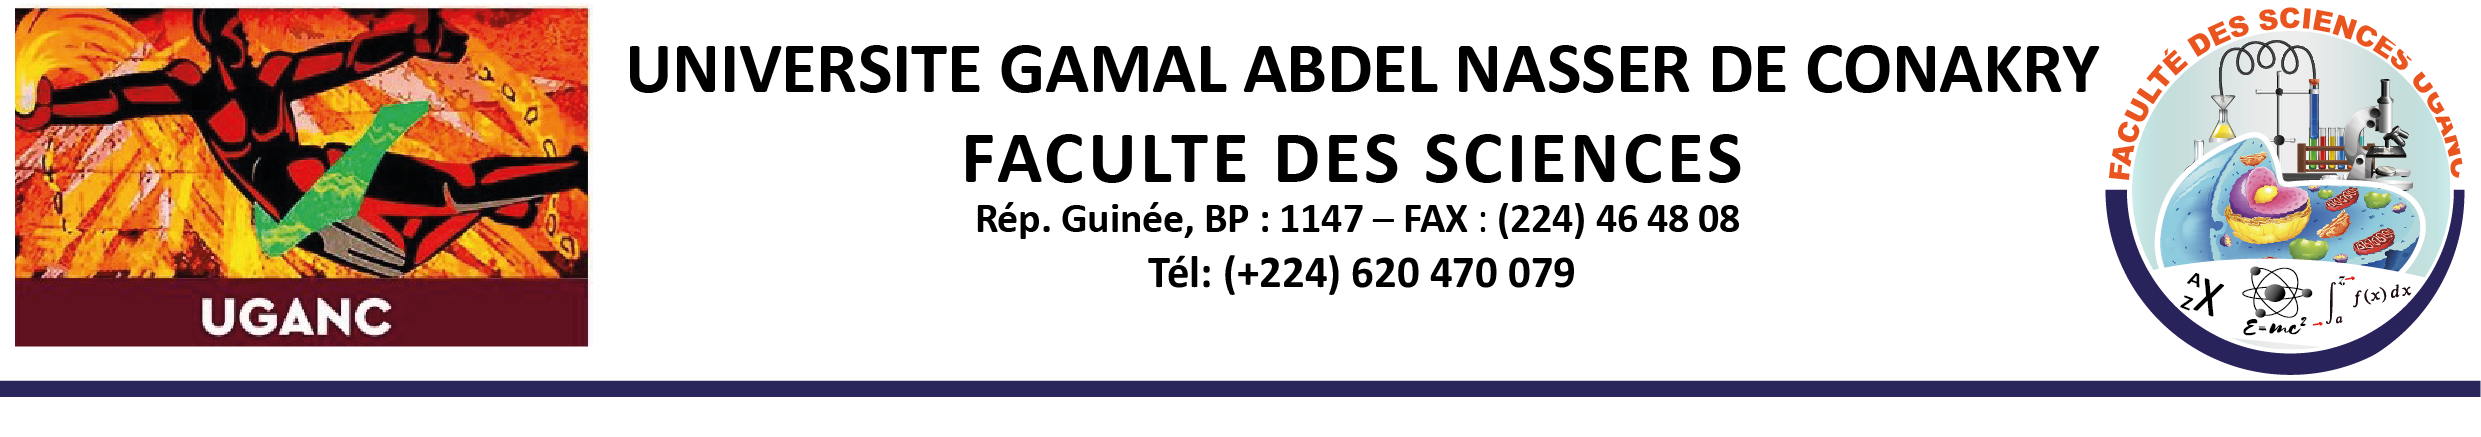 UNIVERSITE GAMAL ABDEL NASSER DE CONAKRY
FACULTE DES SCIENCES
Rép. Guinée, BP : 1147 – FAX : (224) 46 48 08
Tél: (+224) 620 470 079
UGANC
FACULTÉ DES SCIENCES UGANC
A
Z X
E=mc²
∫ a z f(x) dx